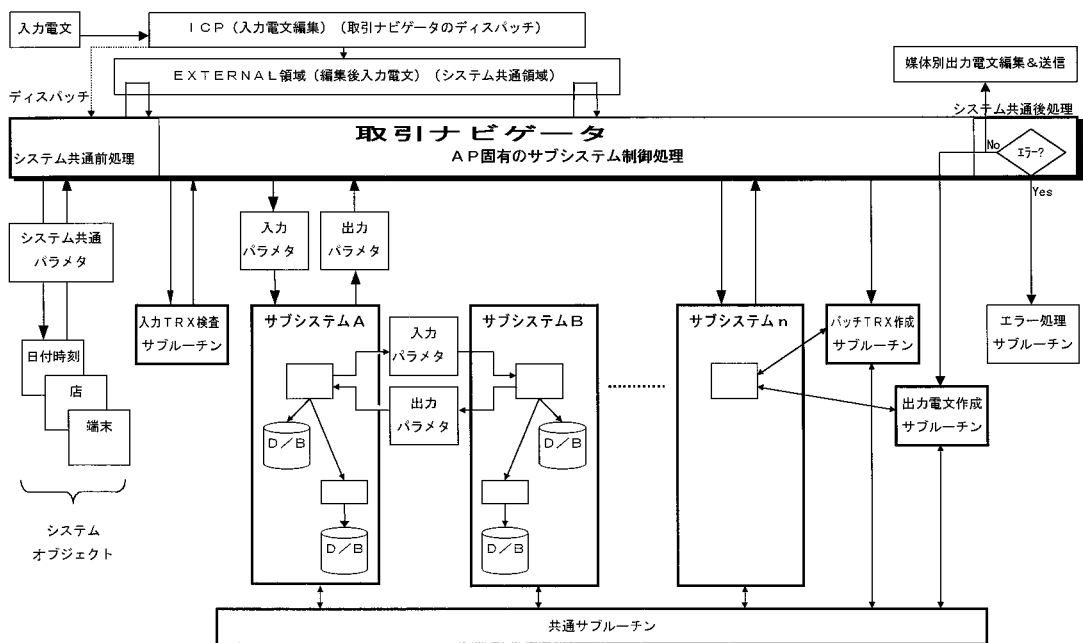 入力電文
ＩＣＰ（入力電文編集）（取引ナビゲータのディスパッチ）
ＥＸＴＥＲＮＡＬ領域（編集後入力電文）（システム共通領域）
媒体別出力電文編集＆送信
ディスパッチ
システム共通後処理
取引ナビゲータ
ＡＰ固有のサブシステム制御処理
システム共通前処理
No
エラー？
Yes
システム共通
パラメタ
入力
パラメタ
出力
パラメタ
入力ＴＲＸ検査
サブルーチン
サブシステムＡ
サブシステムＢ
サブシステムｎ
バッチＴＲＸ作成
サブルーチン
エラー処理
サブルーチン
入力
パラメタ
出力
パラメタ
日付時刻
店
端末
出力電文作成
サブルーチン
Ｄ／Ｂ
Ｄ／Ｂ
Ｄ／Ｂ
Ｄ／Ｂ
システム
オブジェクト
共通サブルーチン